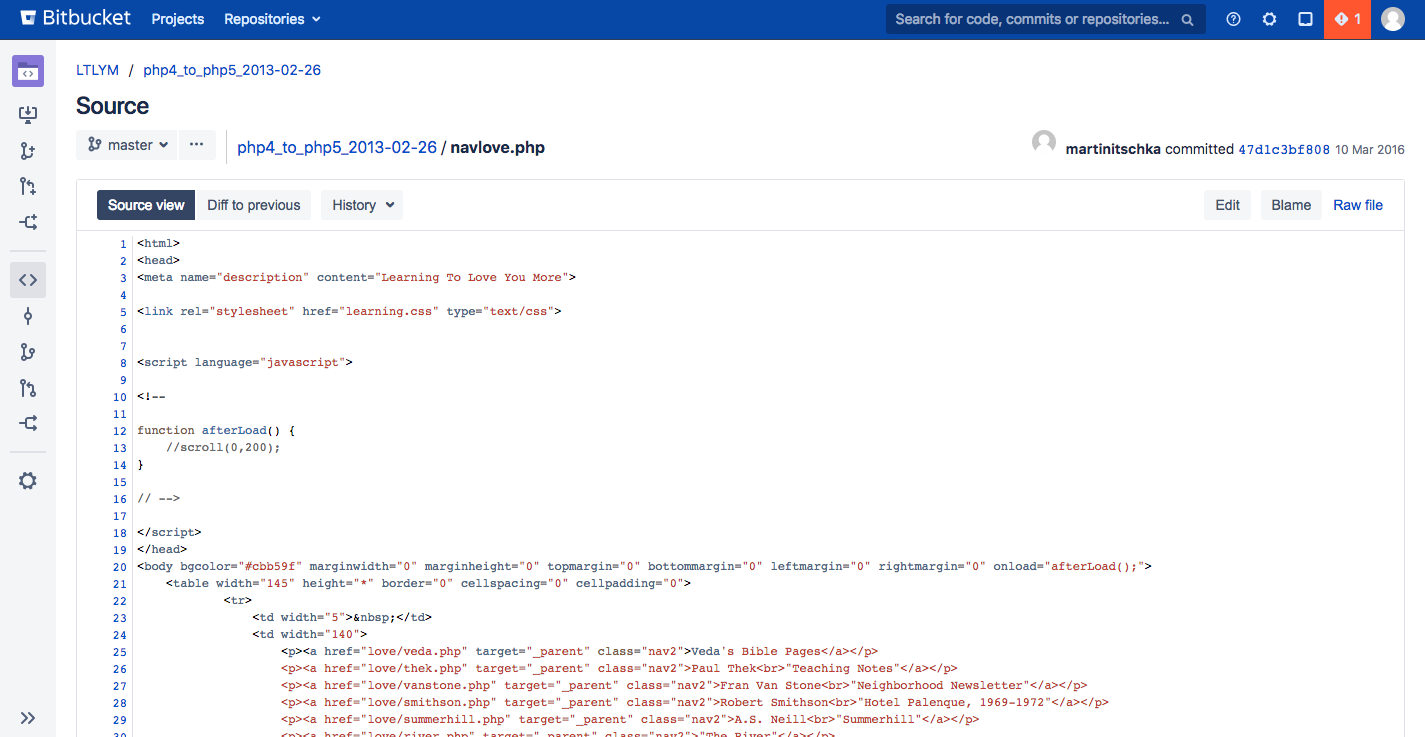 Bitbucket Projects Repositories Search for code, commits or repositories... 1
LTLYM / php4_to_php5_2013-02-26
Source
master ··· php4_to_php5_2013-02-26 / navlove.php martinitschka committed 47d1c3bf808 10 Mar 2016
Source view Diff to previous History Edit Blame Raw file
1 <html>
2 <head>
3 <meta name="description" content="Learning To Love You More">
4
5 <link rel="stylesheet" href="learning.css" type="text/css">
6
7
8 <script language="javascript">
9
10 <!--
11
12 function afterLoad() {
13 //scroll(0,200);
14 }
15
16 // -->
17
18 </script>
19 </head>
20 <body bgcolor="#cbb59f" marginwidth="0" marginheight="0" topmargin="0" bottommargin="0" leftmargin="0" rightmargin="0" onload="afterLoad();">
21 <table width="145" height="*" border="0" cellspacing="0" cellpadding="0">
22 <tr>
23 <td width="5">&nbsp;</td>
24 <td width="140">
25 <p><a href="love/veda.php" target="_parent" class="nav2">Veda's Bible Pages</a></p>
26 <p><a href="love/thek.php" target="_parent" class="nav2">Paul Thek<br>"Teaching Notes"</a></p>
27 <p><a href="love/vanstone.php" target="_parent" class="nav2">Fran Van Stone<br>"Neighborhood Newsletter"</a></p>
28 <p><a href="love/smithson.php" target="_parent" class="nav2">Robert Smithson<br>"Hotel Palenque, 1969-1972"</a></p>
29 <p><a href="love/summerhill.php" target="_parent" class="nav2">A.S. Neill<br>"Summerhill"</a></p>
30 <p><a href="love/river.php" target="_parent" class="nav2">"The River"</a></p>